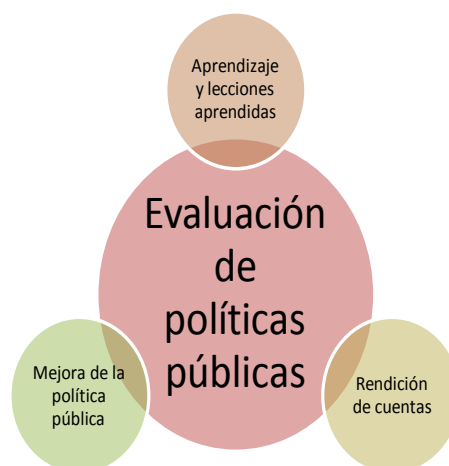 Aprendizaje
y lecciones
aprendidas
Evaluación
de
políticas
públicas
Mejora de la
política
pública
Rendición
de cuentas